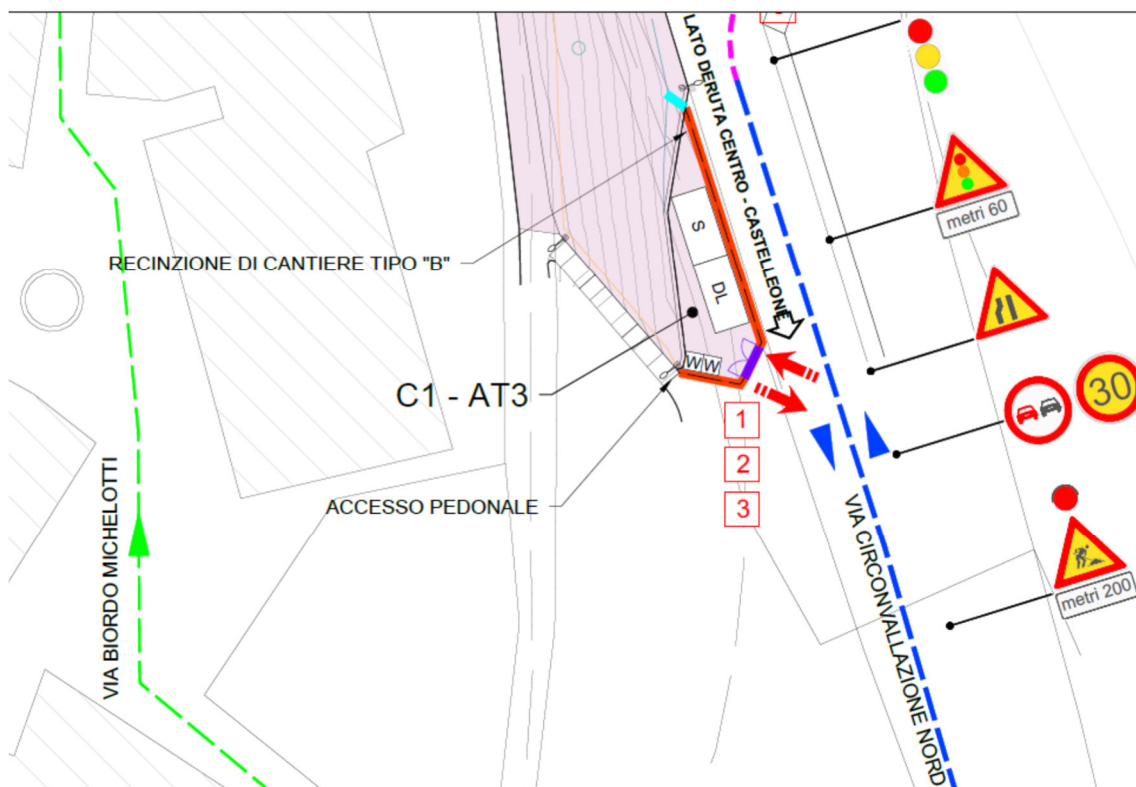 LATO DERUTA CENTRO - CASTELLEONE
metri 60
RECINZIONE DI CANTIERE TIPO "B"
S
DL
C1 - AT3
W W
30
1
2
3
ACCESSO PEDONALE
VIA BIORDO MICHELOTTI
VIA CIRCONVALLAZIONE NORD
metri 200